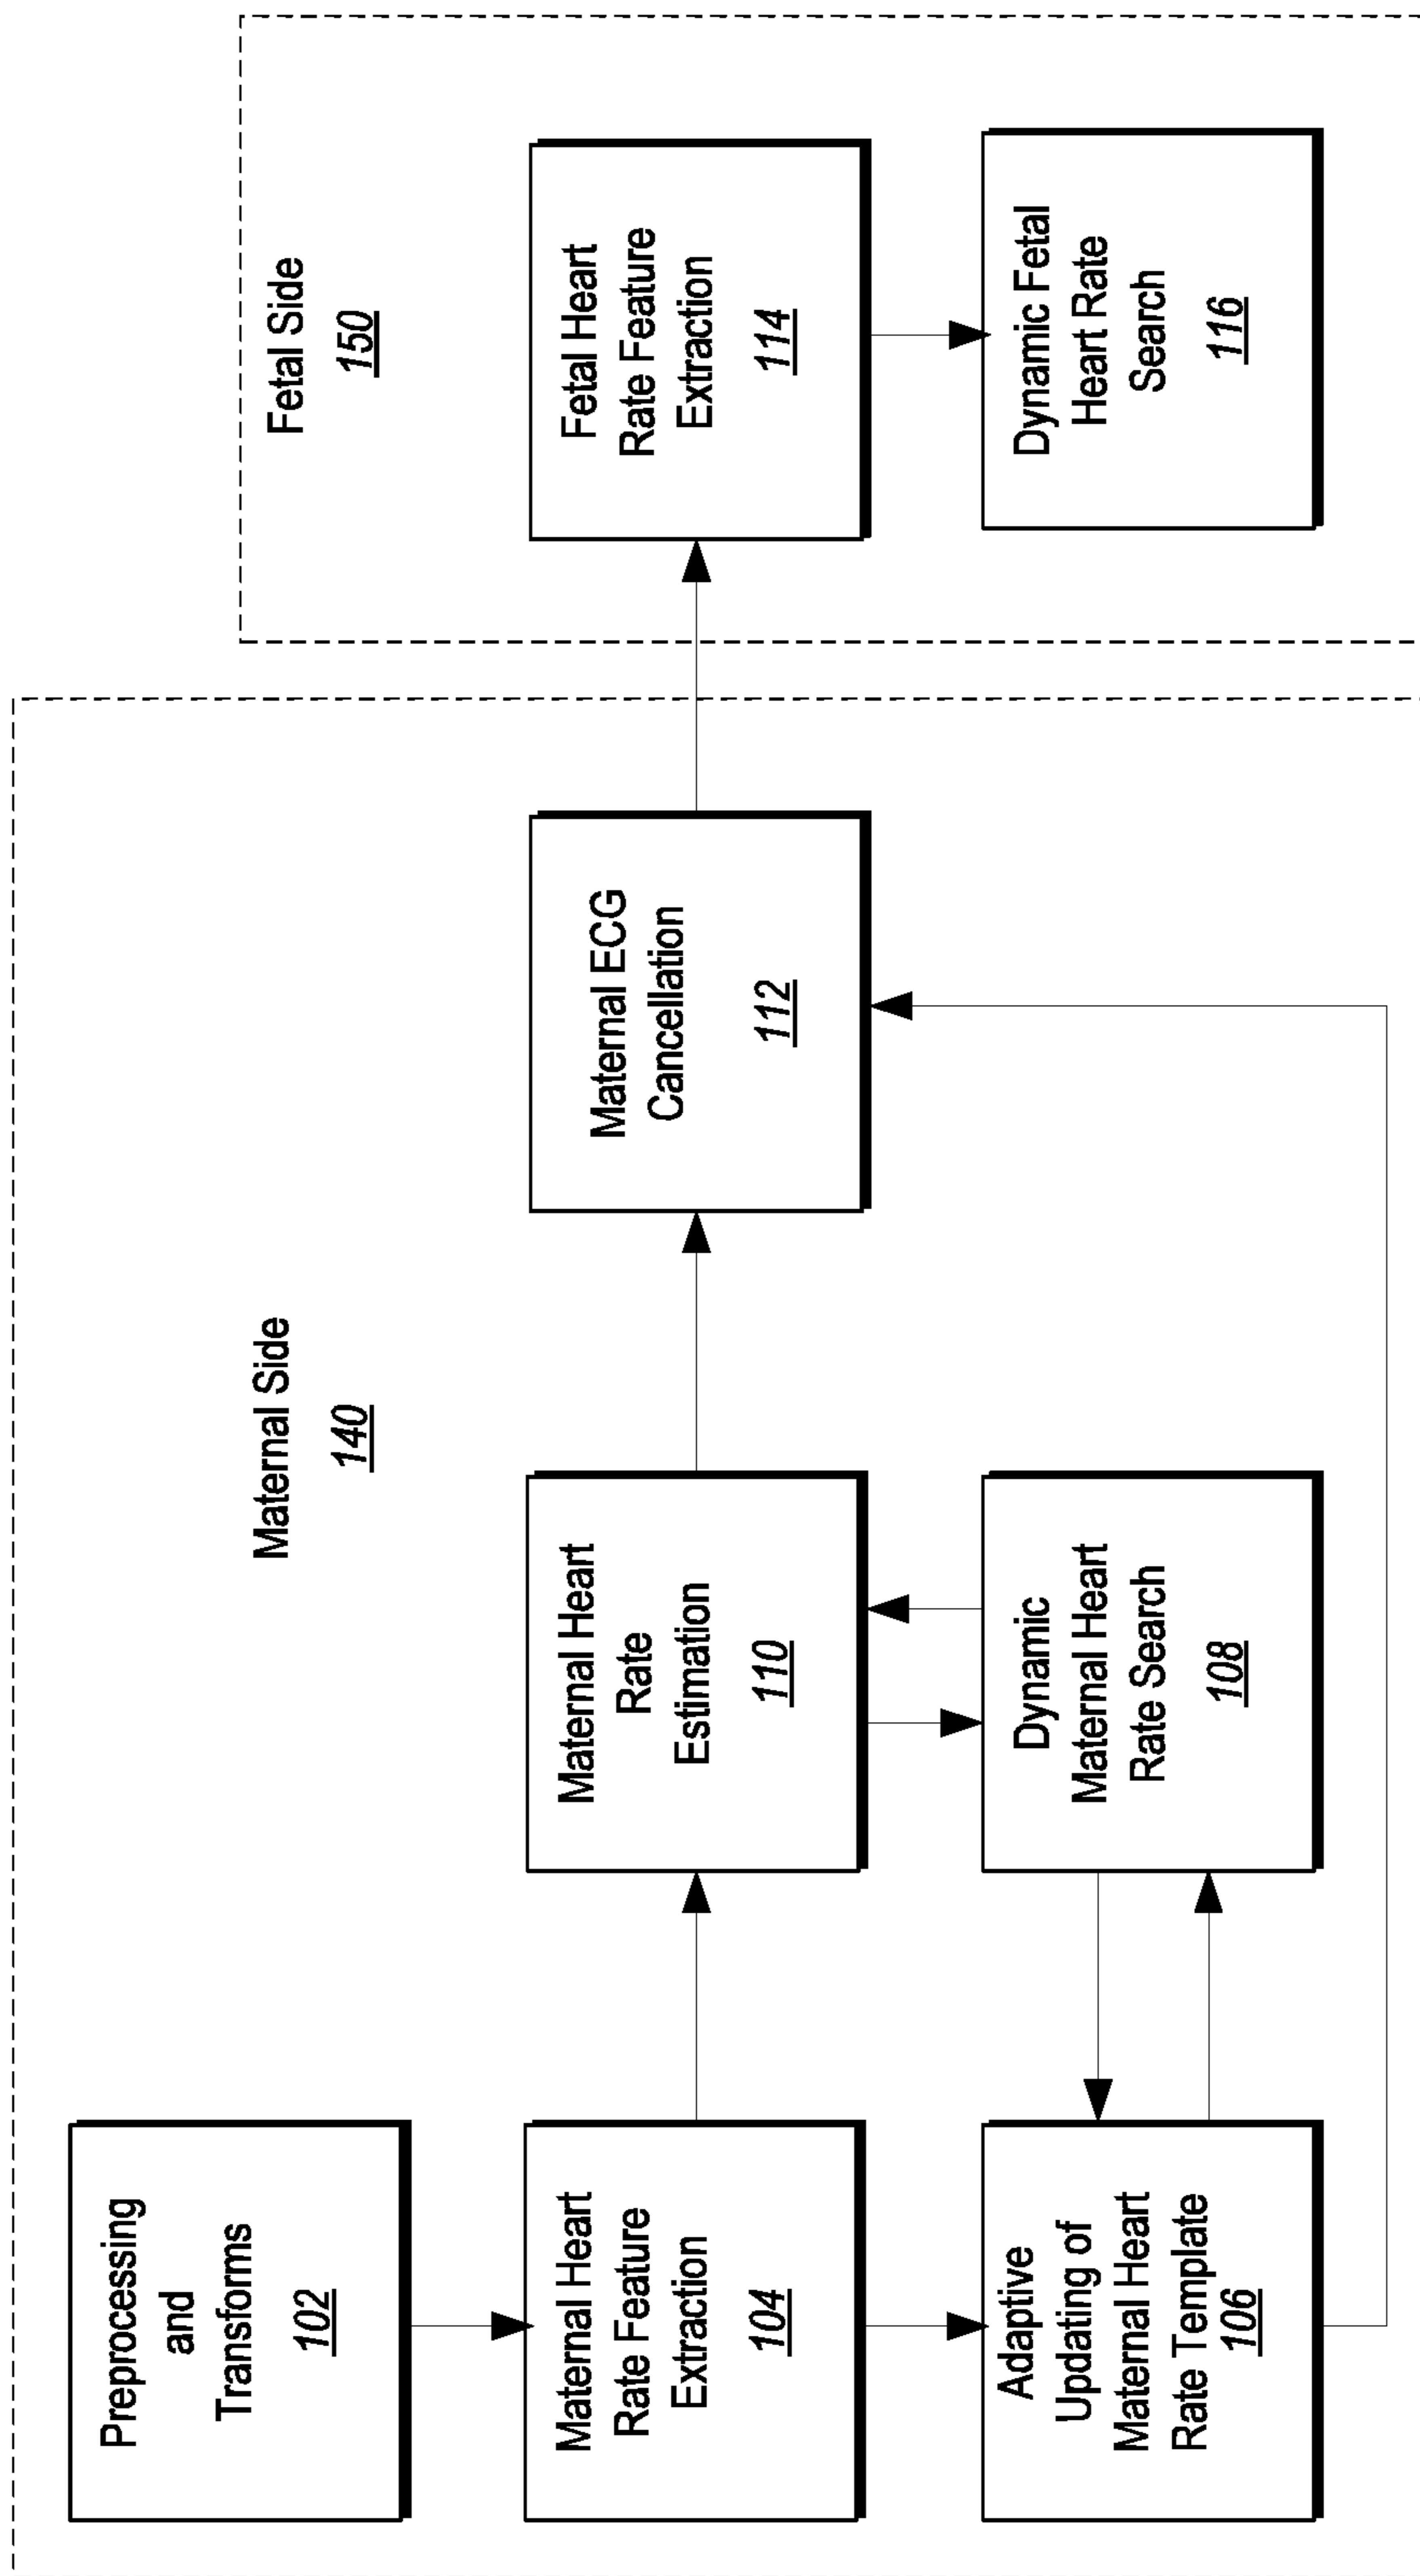 Maternal Side
140
Preprocessing
and
Transforms
102
Maternal Heart
Rate Feature
Extraction
104
Adaptive
Updating of
Maternal Heart
Rate Template
106
Maternal Heart
Rate
Estimation
110
Dynamic
Maternal Heart
Rate Search
108
Maternal ECG
Cancellation
112
Fetal Side
150
Fetal Heart
Rate Feature
Extraction
114
Dynamic Fetal
Heart Rate
Search
116